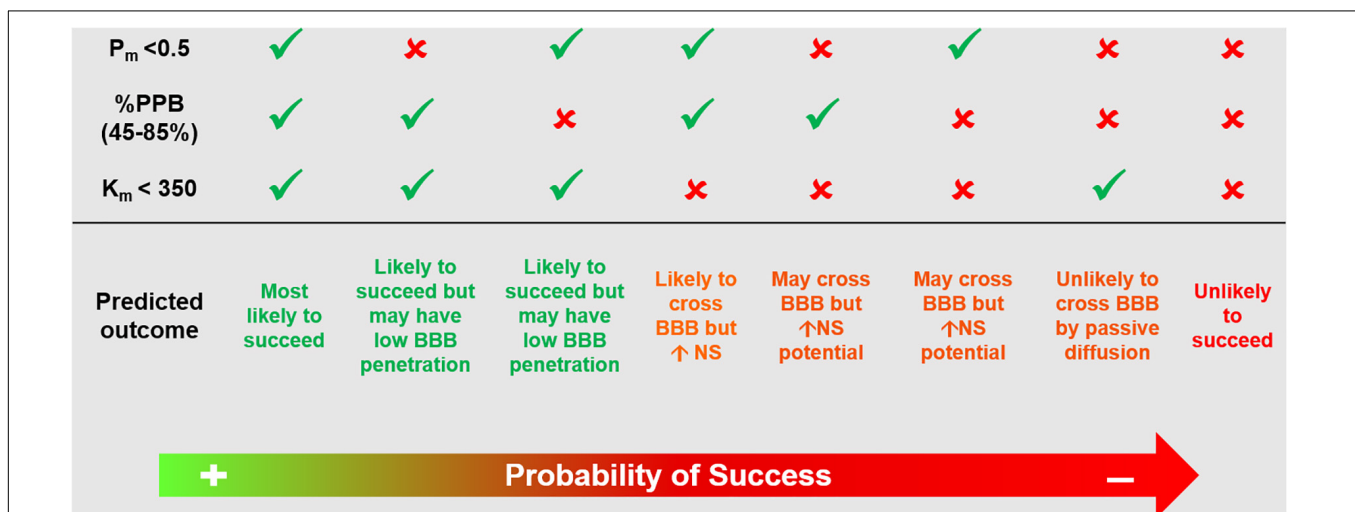 Pm <0.5 ✓ ✗ ✓ ✓ ✗ ✓ ✗ ✗
%PPB
(45-85%) ✓ ✓ ✗ ✓ ✓ ✗ ✗ ✗
Km < 350 ✓ ✓ ✓ ✗ ✗ ✗ ✓ ✗
Predicted
outcome
Most
likely to
succeed
Likely to
succeed but
may have
low BBB
penetration
Likely to
succeed but
may have
low BBB
penetration
Likely to
cross
BBB but
↑ NS
May cross
BBB but
↑NS
potential
May cross
BBB but
↑NS
potential
Unlikely to
cross BBB
by passive
diffusion
Unlikely
to
succeed
+ Probability of Success –